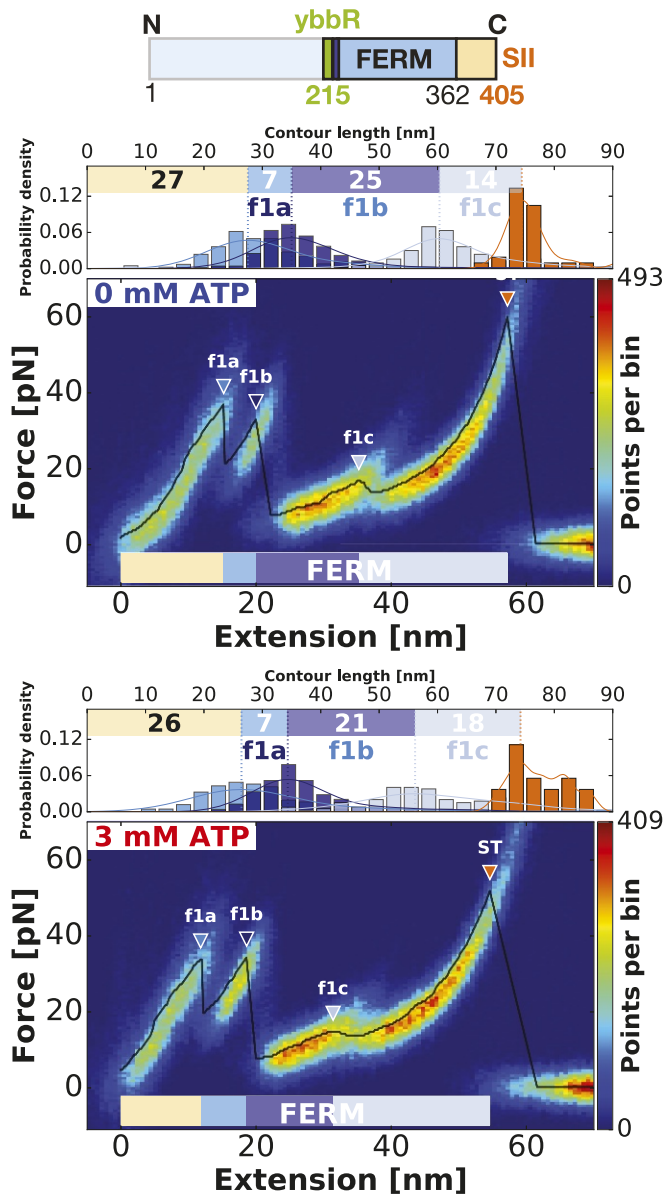 ybbR
N C
FERM SII
1 215 362 405
Contour length [nm]
0 10 20 30 40 50 60 70 80 90
27 7 25 14
f1a f1b f1c
Probability density
0.12
0.06
0.00
0 mM ATP
493
60
40
20
0
Force [pN]
f1a
f1b
f1c
FERM
Points per bin
0
0 20 40 60
Extension [nm]
Contour length [nm]
0 10 20 30 40 50 60 70 80 90
26 7 21 18
f1a f1b f1c
Probability density
0.12
0.06
0.00
3 mM ATP
409
60
40
20
0
Force [pN]
ST
f1a
f1b
f1c
FERM
Points per bin
0
0 20 40 60
Extension [nm]